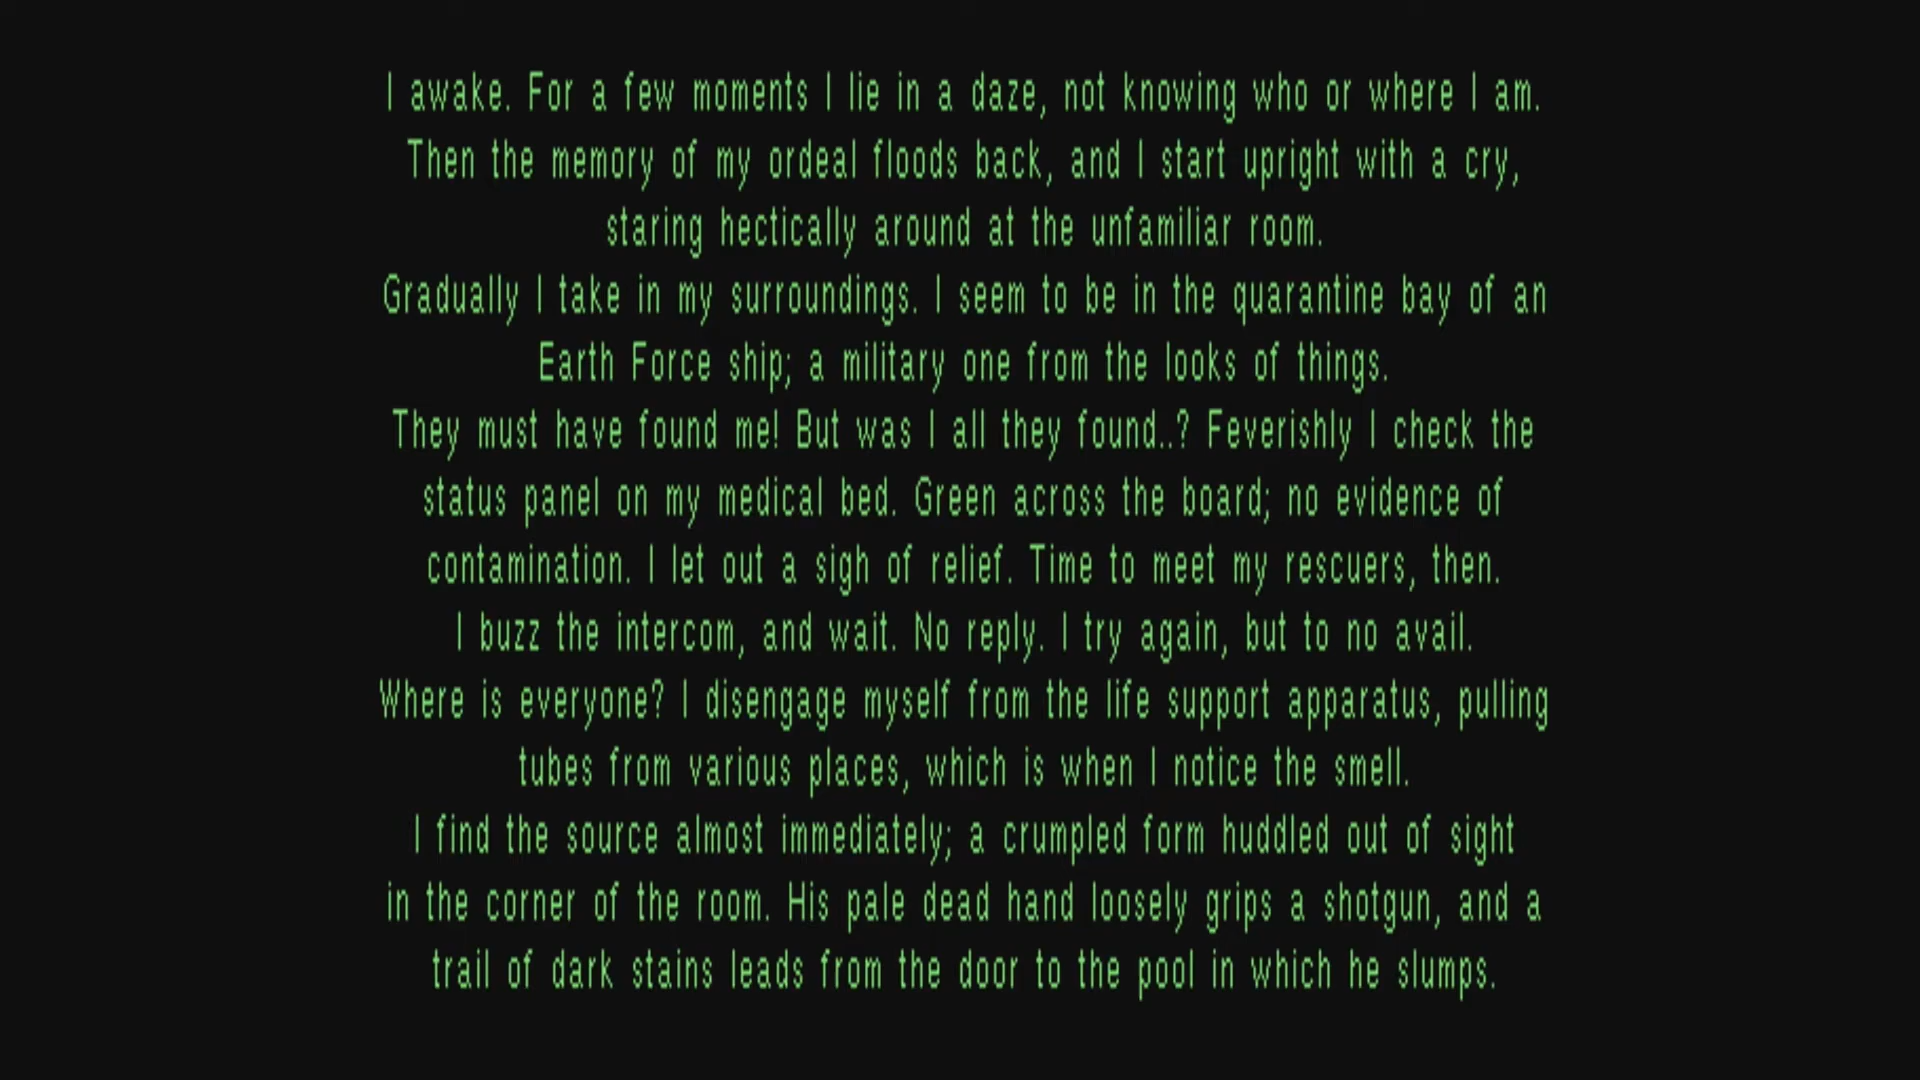 I awake. For a few moments I lie in a daze, not knowing who or where I am.
Then the memory of my ordeal floods back, and I start upright with a cry,
staring hectically around at the unfamiliar room.
Gradually I take in my surroundings. I seem to be in the quarantine bay of an
Earth Force ship; a military one from the looks of things.
They must have found me! But was I all they found..? Feverishly I check the
status panel on my medical bed. Green across the board; no evidence of
contamination. I let out a sigh of relief. Time to meet my rescuers, then.
I buzz the intercom, and wait. No reply. I try again, but to no avail.
Where is everyone? I disengage myself from the life support apparatus, pulling
tubes from various places, which is when I notice the smell.
I find the source almost immediately; a crumpled form huddled out of sight
in the corner of the room. His pale dead hand loosely grips a shotgun, and a
trail of dark stains leads from the door to the pool in which he slumps.